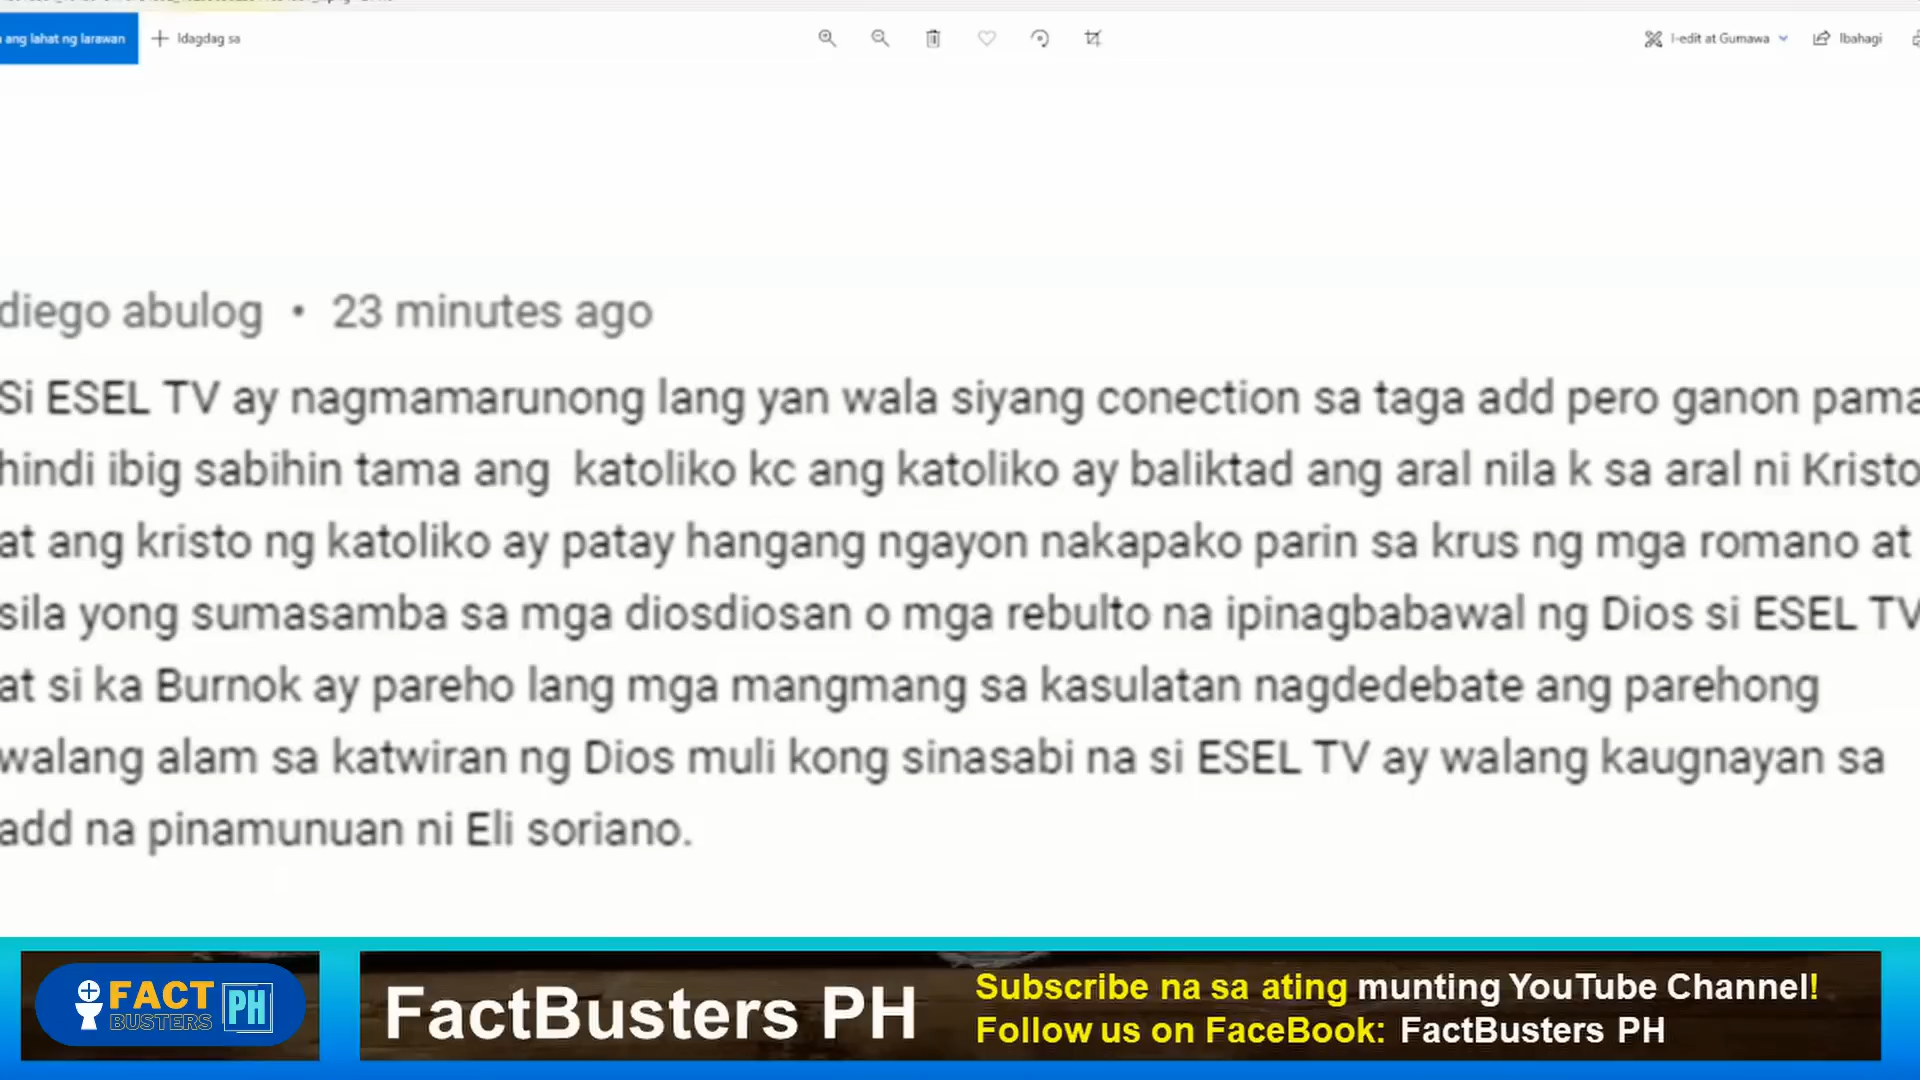 ang lahat ng larawan
Idagdag sa
I-edit at Gumawa
Ibahagi
diego abulog • 23 minutes ago
Si ESEL TV ay nagmamarunong lang yan wala siyang conection sa taga add pero ganon pama
hindi ibig sabihin tama ang katoliko kc ang katoliko ay baliktad ang aral nila k sa aral ni Kristo
at ang kristo ng katoliko ay patay hangang ngayon nakapako parin sa krus ng mga romano at
sila yong sumasamba sa mga diosdiosan o mga rebulto na ipinagbabawal ng Dios si ESEL TV
at si ka Burnok ay pareho lang mga mangmang sa kasulatan nagdedebate ang parehong
walang alam sa katwiran ng Dios muli kong sinasabi na si ESEL TV ay walang kaugnayan sa
add na pinamunuan ni Eli soriano.
FACT
BUSTERS
PH
FactBusters PH
Subscribe na sa ating munting YouTube Channel!
Follow us on FaceBook: FactBusters PH